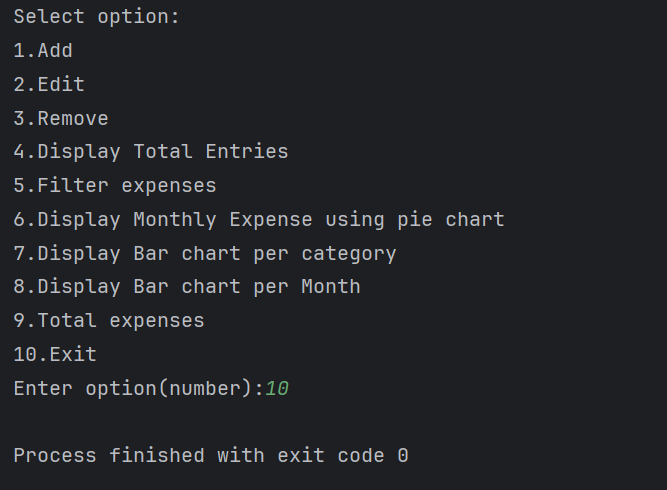 Select option:
1.Add
2.Edit
3.Remove
4.Display Total Entries
5.Filter expenses
6.Display Monthly Expense using pie chart
7.Display Bar chart per category
8.Display Bar chart per Month
9.Total expenses
10.Exit
Enter option(number):10
Process finished with exit code 0